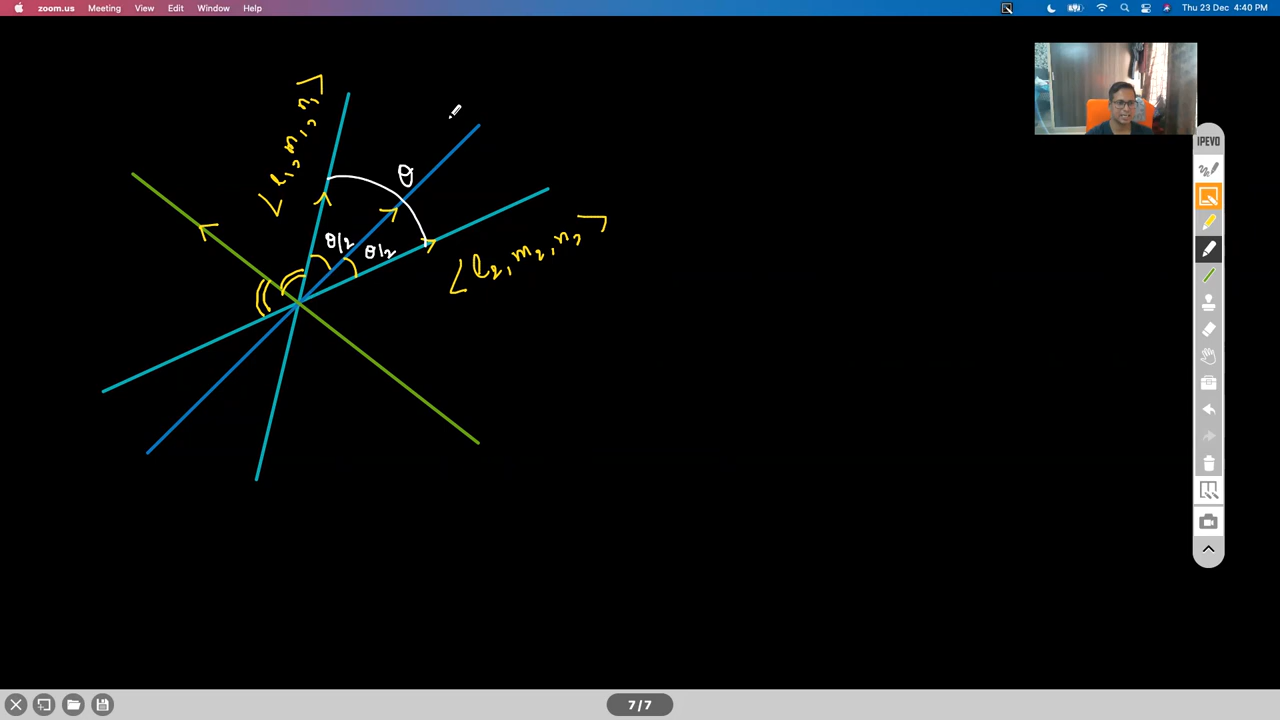 zoom.us Meeting View Edit Window Help
Thu 23 Dec 4:40 PM
IPEVO
<l₁, m₁, n₁>
θ
θ/2
θ/2
<l₂, m₂, n₂>
7/7